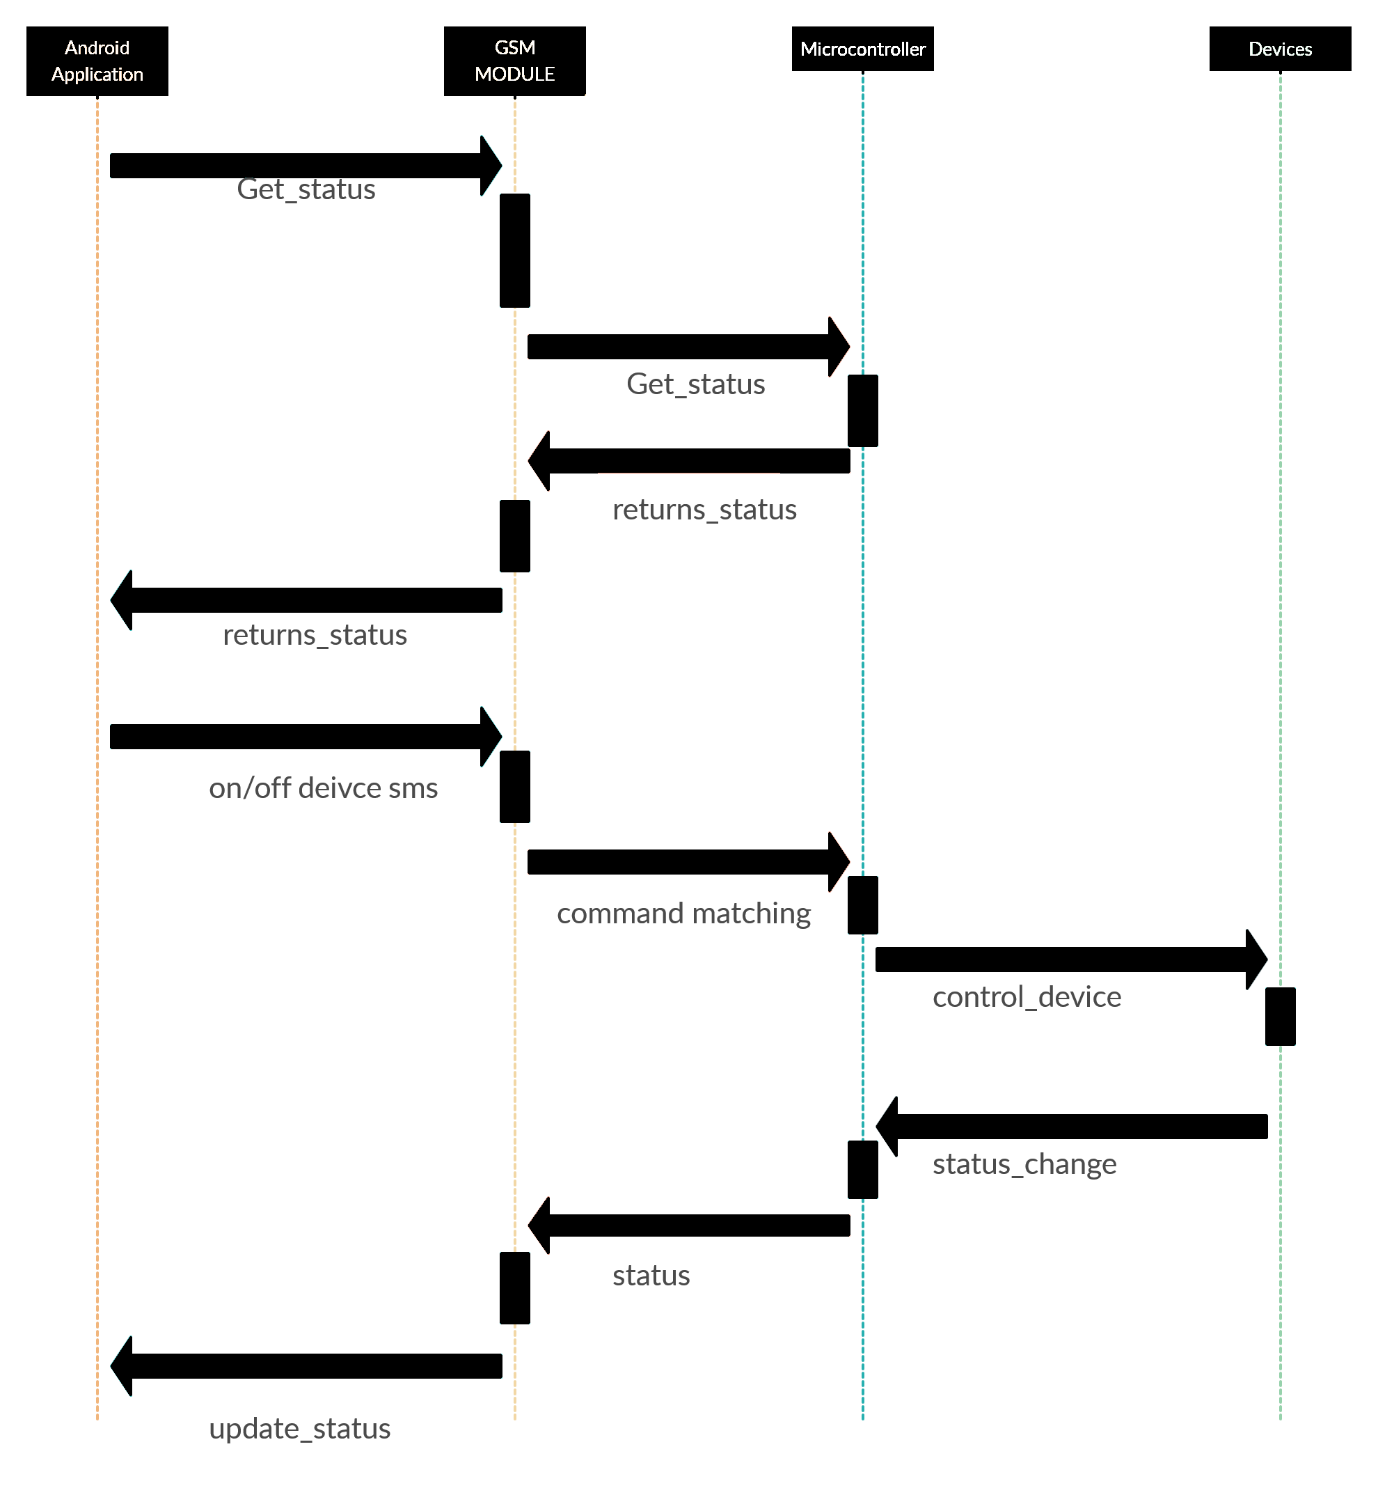 Android
Application
GSM
MODULE
Microcontroller
Devices
Get_status
Get_status
returns_status
returns_status
on/off deivce sms
command matching
control_device
status_change
status
update_status